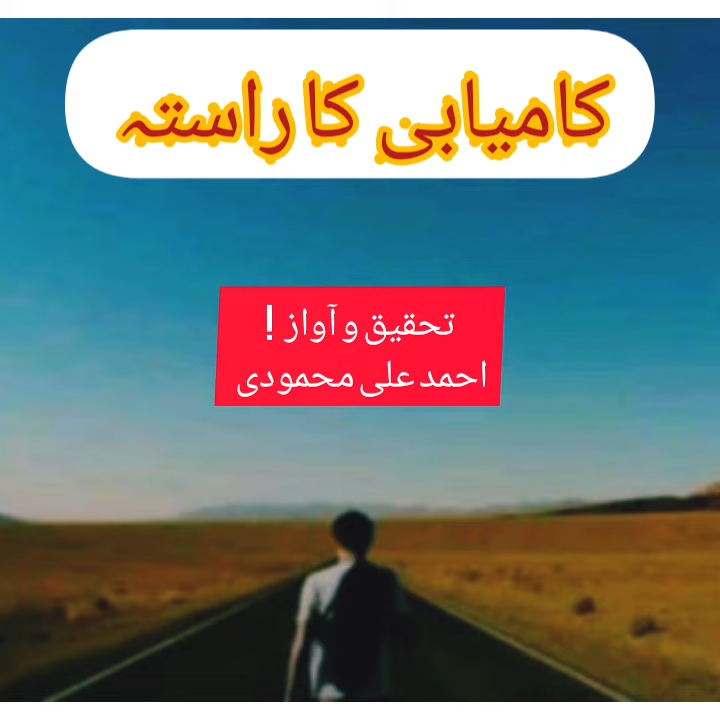 کامیابی کا راستہ
تحقیق و آواز !
احمد علی محمودی